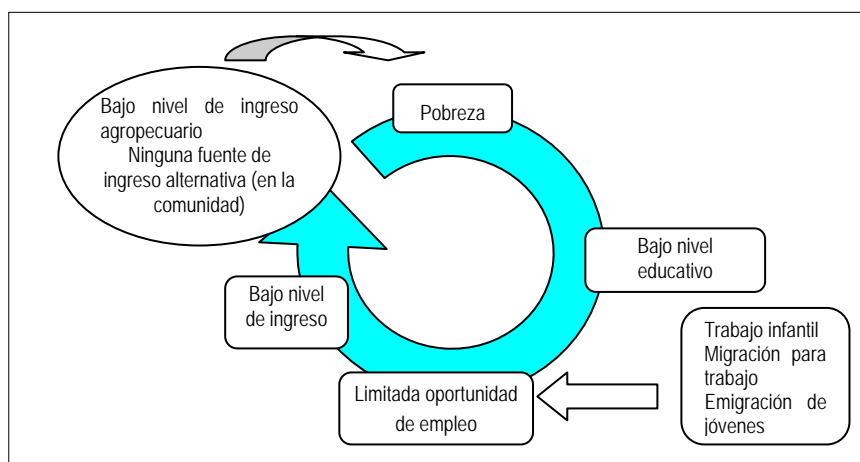 Bajo nivel de ingreso
agropecuario
Ninguna fuente de
ingreso alternativa (en la
comunidad)
Pobreza
Bajo nivel
educativo
Bajo nivel
de ingreso
Trabajo infantil
Migración para
trabajo
Emigración de
jóvenes
Limitada oportunidad
de empleo